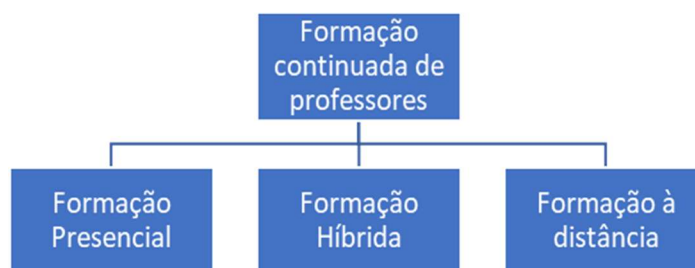 Formação
continuada de
professores
Formação
Presencial
Formação
Híbrida
Formação à
distância